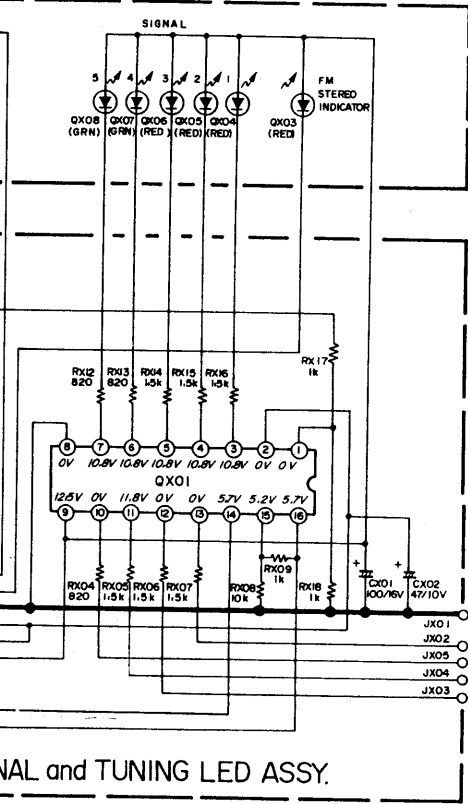 SIGNAL
5 4 3 2 1
FM
STEREO
INDICATOR
QX08 QX07 QX06 QX05 QX04 QX03
(GRN) (GRN) (RED) (RED) (RED) (RED)
RX17
1k
RX12 RX13 RX14 RX15 RX16
820 820 1.5k 1.5k 1.5k
8 7 6 5 4 3 2 1
0V 10.8V 10.8V 10.8V 10.8V 10.8V 0V 0V
QX01
12.5V 0V 11.8V 0V 0V 5.7V 5.2V 5.7V
9 10 11 12 13 14 15 16
RX09
1k
RX04 RX05 RX06 RX07 RX08 RX18
820 1.5k 1.5k 1.5k 10k 1k
+ +
CX01 CX02
100/16V 47/10V
JX01
JX02
JX05
JX04
JX03
NAL and TUNING LED ASSY.